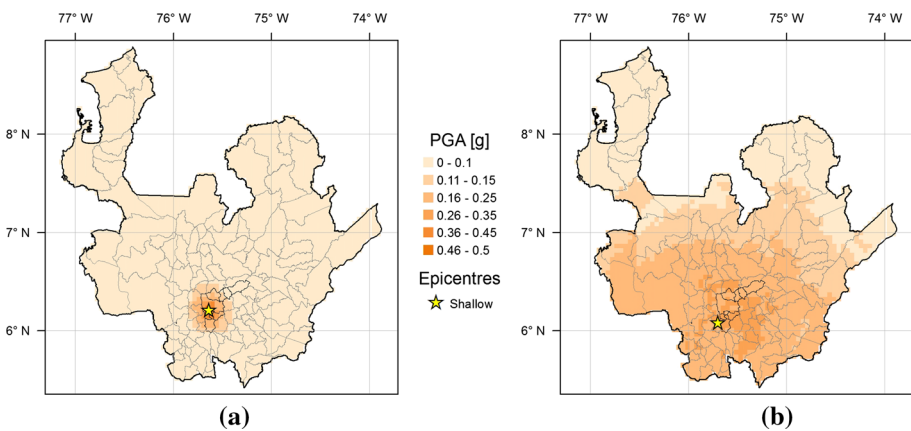 77° W 76° W 75° W 74° W
77° W 76° W 75° W 74° W
8° N
7° N
6° N
PGA [g]
0 - 0.1
0.11 - 0.15
0.16 - 0.25
0.26 - 0.35
0.36 - 0.45
0.46 - 0.5
Epicentres
Shallow
8° N
7° N
6° N
(a)
(b)